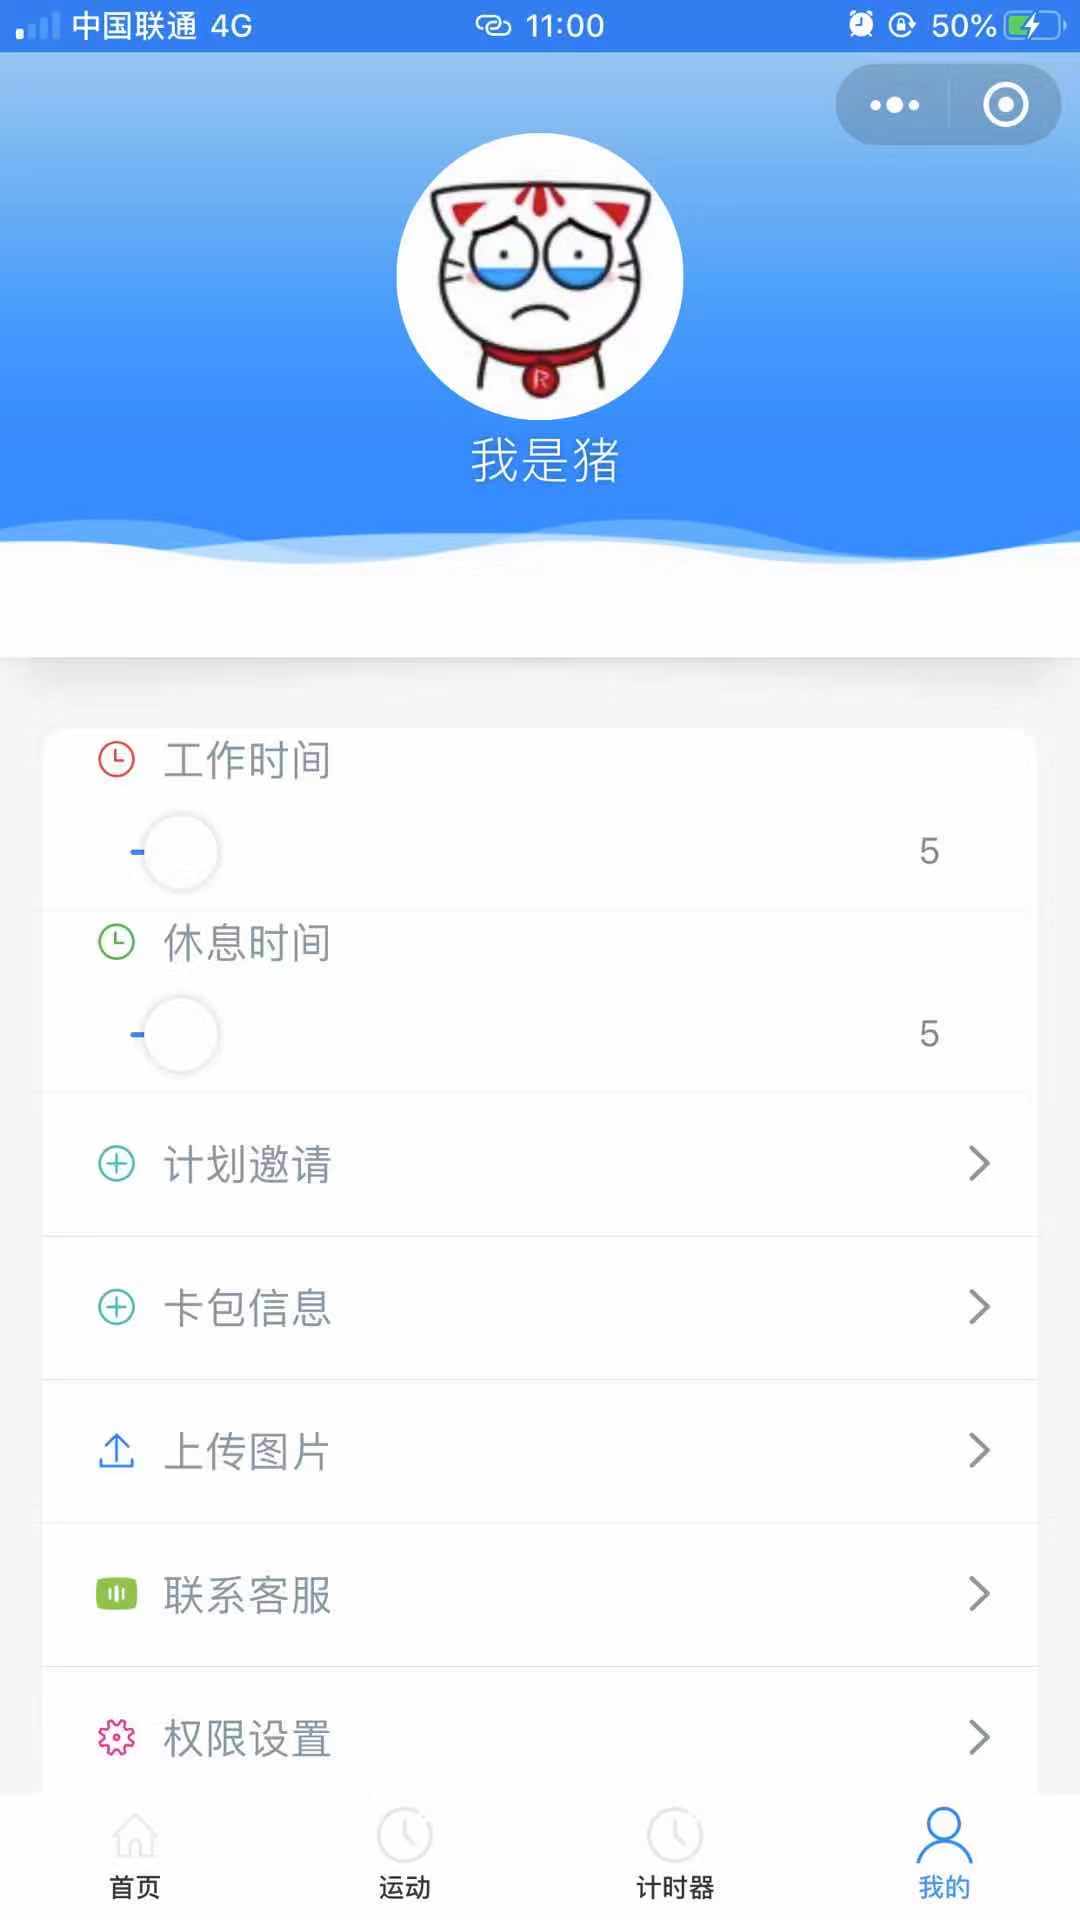 中国联通 4G 11:00 50%
我是猪
工作时间
5
休息时间
5
计划邀请
卡包信息
上传图片
联系客服
权限设置
首页 运动 计时器 我的